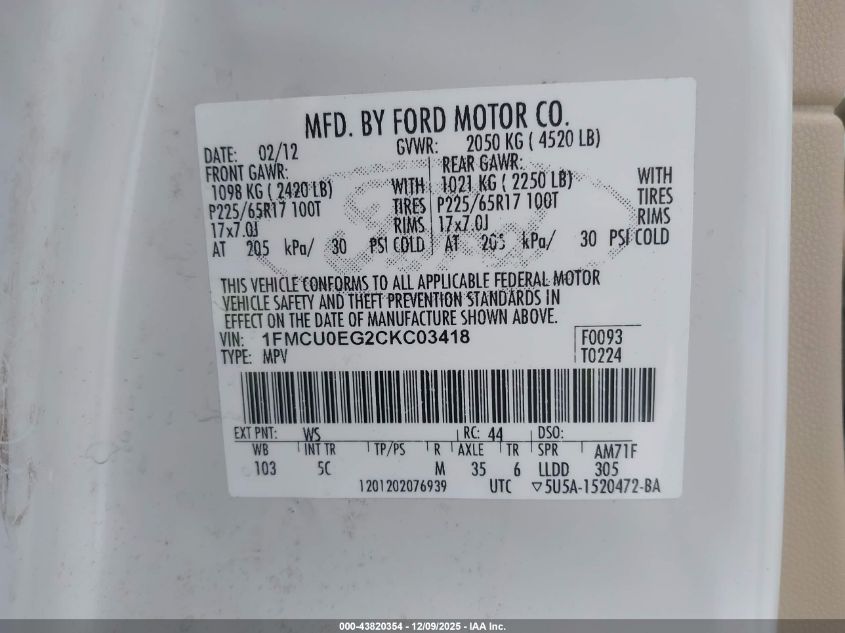 MFD. BY FORD MOTOR CO.
DATE: 02/12 GVWR: 2050 KG ( 4520 LB)
FRONT GAWR: REAR GAWR:
1098 KG ( 2420 LB) WITH 1021 KG ( 2250 LB) WITH
P225/65R17 100T TIRES P225/65R17 100T TIRES
17x7.0J RIMS 17x7.0J RIMS
AT 205 kPa/ 30 PSI COLD AT 205 kPa/ 30 PSI COLD
Ford
THIS VEHICLE CONFORMS TO ALL APPLICABLE FEDERAL MOTOR
VEHICLE SAFETY AND THEFT PREVENTION STANDARDS IN
EFFECT ON THE DATE OF MANUFACTURE SHOWN ABOVE.
VIN: 1FMCU0EG2CKC03418 F0093
TYPE: MPV T0224
EXT PNT: WS RC: 44 DSO:
WB INT TR TP/PS R AXLE TR SPR AM71F
103 5C M 35 6 LLDD 305
1201202076939 UTC ▽5U5A-1520472-BA
000-43820354 - 12/09/2025 - IAA Inc.